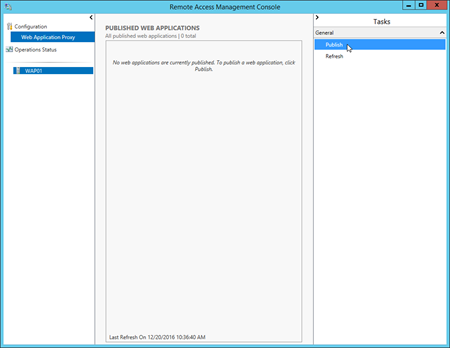 Remote Access Management Console
Configuration
Web Application Proxy
Operations Status
WAP01
PUBLISHED WEB APPLICATIONS
All published web applications | 0 total
No web applications are currently published. To publish a web application, click
Publish.
Last Refresh On 12/20/2016 10:36:40 AM
Tasks
General
Publish
Refresh